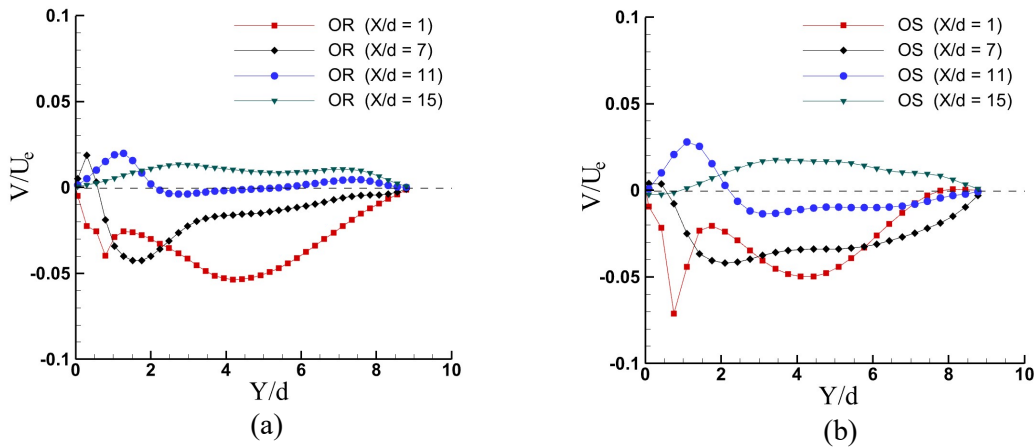 0.1
OR (X/d = 1)
OR (X/d = 7)
OR (X/d = 11)
OR (X/d = 15)
0.05
V/Ue
0
-0.05
-0.1
0 2 4 6 8 10
Y/d
(a)
0.1
OS (X/d = 1)
OS (X/d = 7)
OS (X/d = 11)
OS (X/d = 15)
0.05
V/Ue
0
-0.05
-0.1
0 2 4 6 8 10
Y/d
(b)